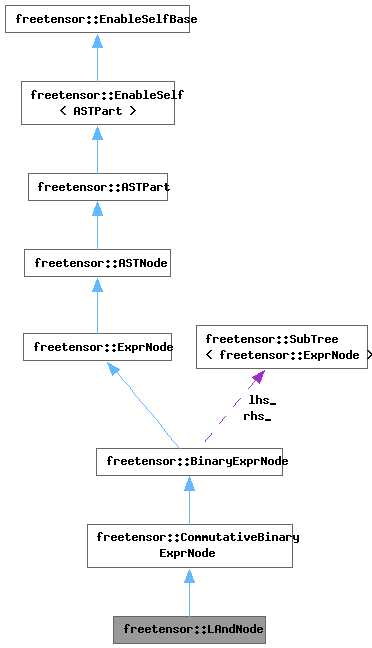 freetensor::EnableSelfBase
freetensor::EnableSelf
< ASTPart >
freetensor::ASTPart
freetensor::ASTNode
freetensor::ExprNode
freetensor::SubTree
< freetensor::ExprNode >
lhs_
rhs_
freetensor::BinaryExprNode
freetensor::CommutativeBinary
ExprNode
freetensor::LAndNode